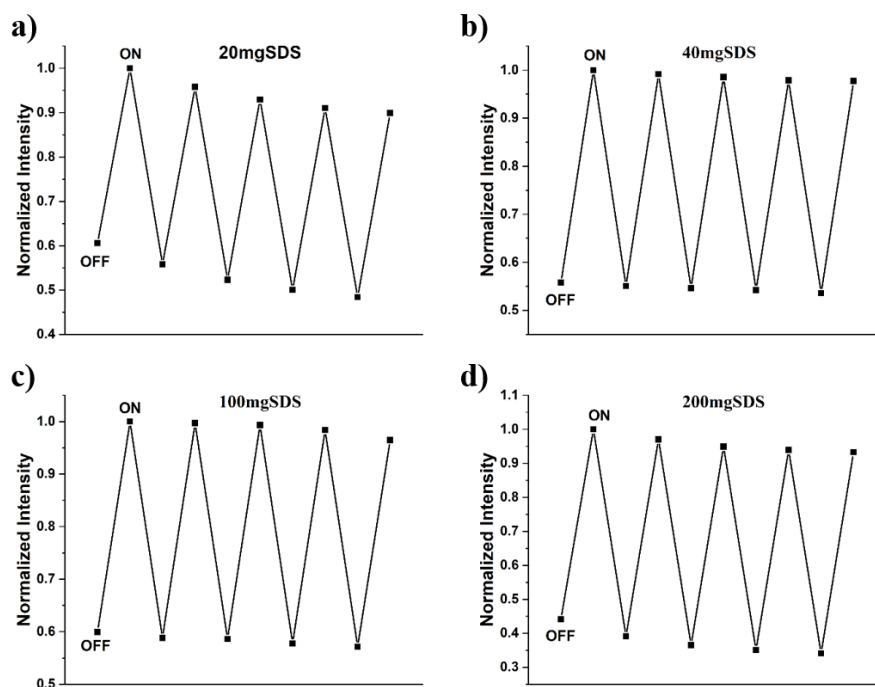 a)
20mgSDS
ON
OFF
Normalized Intensity
1.0
0.9
0.8
0.7
0.6
0.5
0.4
b)
40mgSDS
ON
OFF
Normalized Intensity
1.0
0.9
0.8
0.7
0.6
0.5
c)
100mgSDS
ON
OFF
Normalized Intensity
1.0
0.9
0.8
0.7
0.6
0.5
d)
200mgSDS
ON
OFF
Normalized Intensity
1.1
1.0
0.9
0.8
0.7
0.6
0.5
0.4
0.3